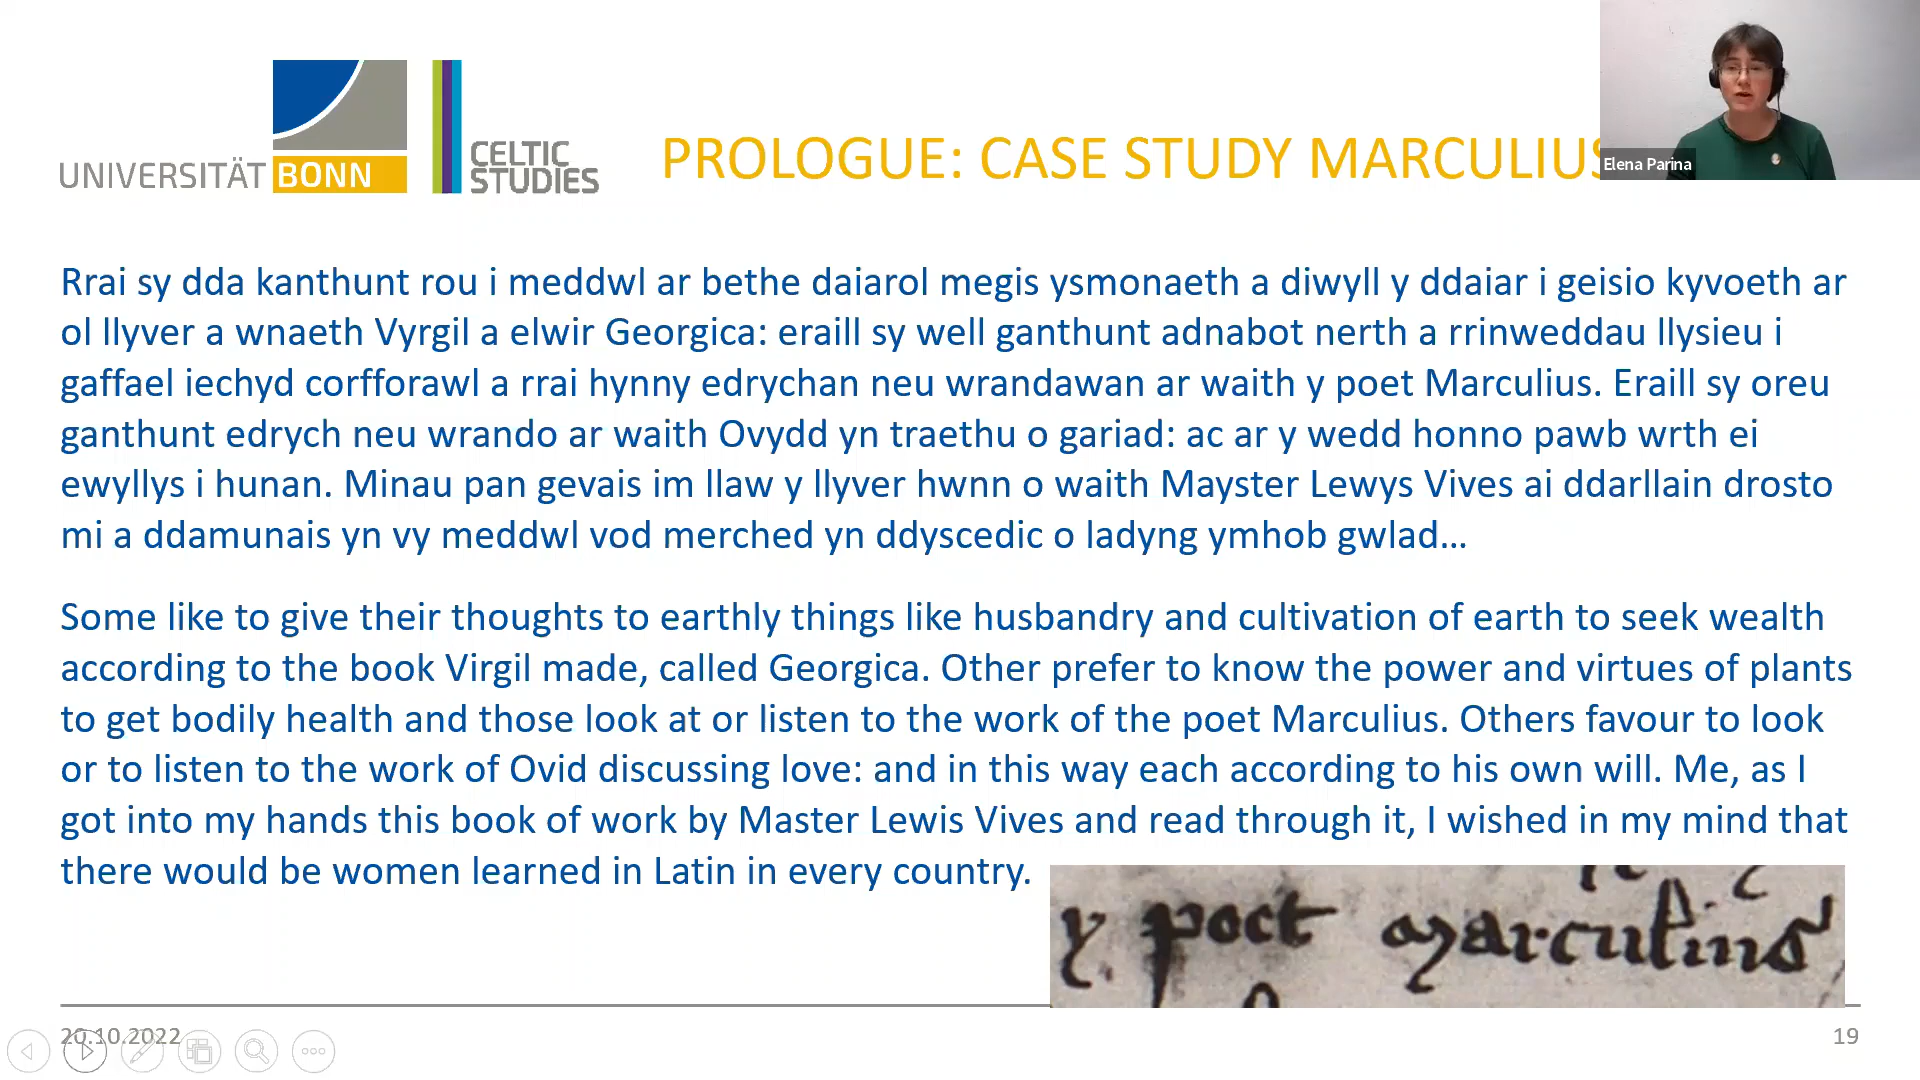 UNIVERSITÄT BONN
CELTIC
STUDIES
PROLOGUE: CASE STUDY MARCULIUS
Elena Parina
Rrai sy dda kanthunt rou i meddwl ar bethe daiarol megis ysmonaeth a diwyll y ddaiar i geisio kyvoeth ar
ol llyver a wnaeth Vyrgil a elwir Georgica: eraill sy well ganthunt adnabot nerth a rrinweddau llysieu i
gaffael iechyd corfforawl a rrai hynny edrychan neu wrandawan ar waith y poet Marculius. Eraill sy oreu
ganthunt edrych neu wrando ar waith Ovydd yn traethu o gariad: ac ar y wedd honno pawb wrth ei
ewyllys i hunan. Minau pan gevais im llaw y llyver hwnn o waith Mayster Lewys Vives ai ddarllain drosto
mi a ddamunais yn vy meddwl vod merched yn ddyscedic o ladyng ymhob gwlad…
Some like to give their thoughts to earthly things like husbandry and cultivation of earth to seek wealth
according to the book Virgil made, called Georgica. Other prefer to know the power and virtues of plants
to get bodily health and those look at or listen to the work of the poet Marculius. Others favour to look
or to listen to the work of Ovid discussing love: and in this way each according to his own will. Me, as I
got into my hands this book of work by Master Lewis Vives and read through it, I wished in my mind that
there would be women learned in Latin in every country.
y poet Marculius
20.10.2022
19